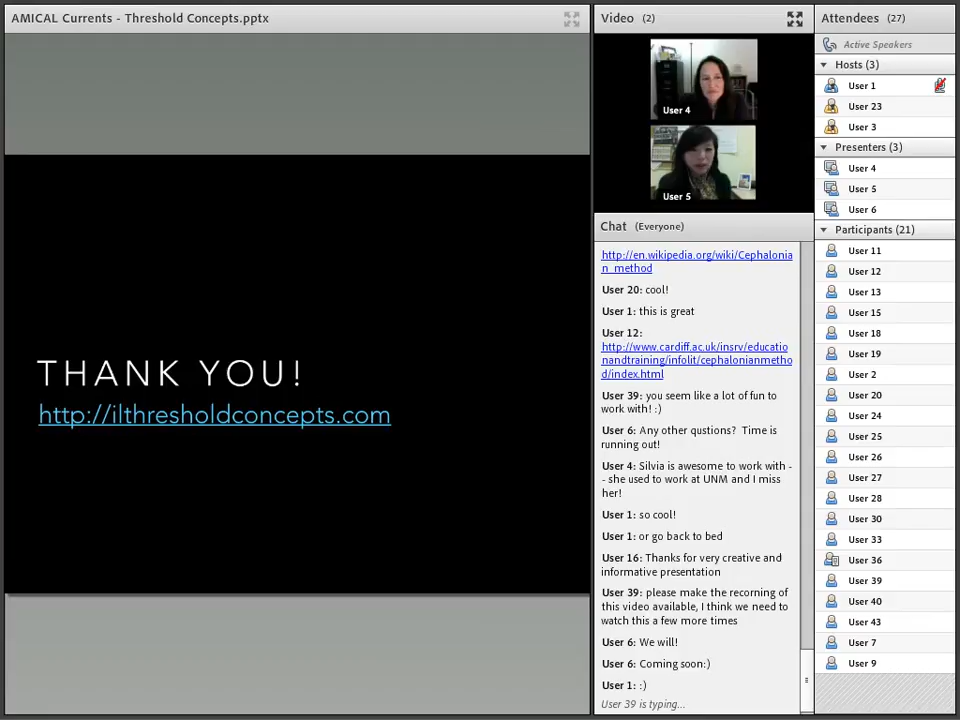 AMICAL Currents - Threshold Concepts.pptx
THANK YOU!
http://ilthresholdconcepts.com
Video (2)
User 4
User 5
Chat (Everyone)
http://en.wikipedia.org/wiki/Cephalonia
n_method
User 20: cool!
User 1: this is great
User 12:
http://www.cardiff.ac.uk/insrv/educatio
nandtraining/infolit/cephalonianmetho
d/index.html
User 39: you seem like a lot of fun to
work with! :)
User 6: Any other qustions? Time is
running out!
User 4: Silvia is awesome to work with -
- she used to work at UNM and I miss
her!
User 1: so cool!
User 1: or go back to bed
User 16: Thanks for very creative and
informative presentation
User 39: please make the recorning of
this video available, I think we need to
watch this a few more times
User 6: We will!
User 6: Coming soon:)
User 1: :)
User 39 is typing...
Attendees (27)
Active Speakers
Hosts (3)
User 1
User 23
User 3
Presenters (3)
User 4
User 5
User 6
Participants (21)
User 11
User 12
User 13
User 15
User 18
User 19
User 2
User 20
User 24
User 25
User 26
User 27
User 28
User 30
User 33
User 36
User 39
User 40
User 43
User 7
User 9